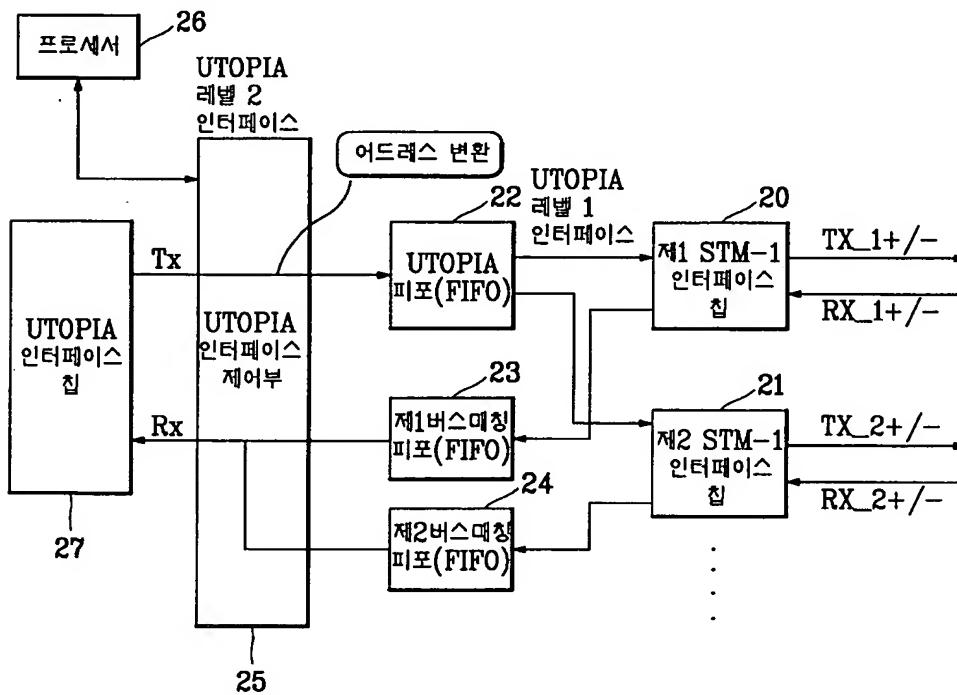 26
프로세서
UTOPIA
레벨 2
인터페이스
어드레스 변환
22
UTOPIA
레벨 1
인터페이스
20
Tx
UTOPIA
피포(FIFO)
제1 STM-1
인터페이스
칩
TX_1+/-
RX_1+/-
UTOPIA
인터페이스
칩
UTOPIA
인터페이스
제어부
23
21
Rx
제1버스매칭
피포(FIFO)
제2 STM-1
인터페이스
칩
TX_2+/-
RX_2+/-
24
27
제2버스매칭
피포(FIFO)
25